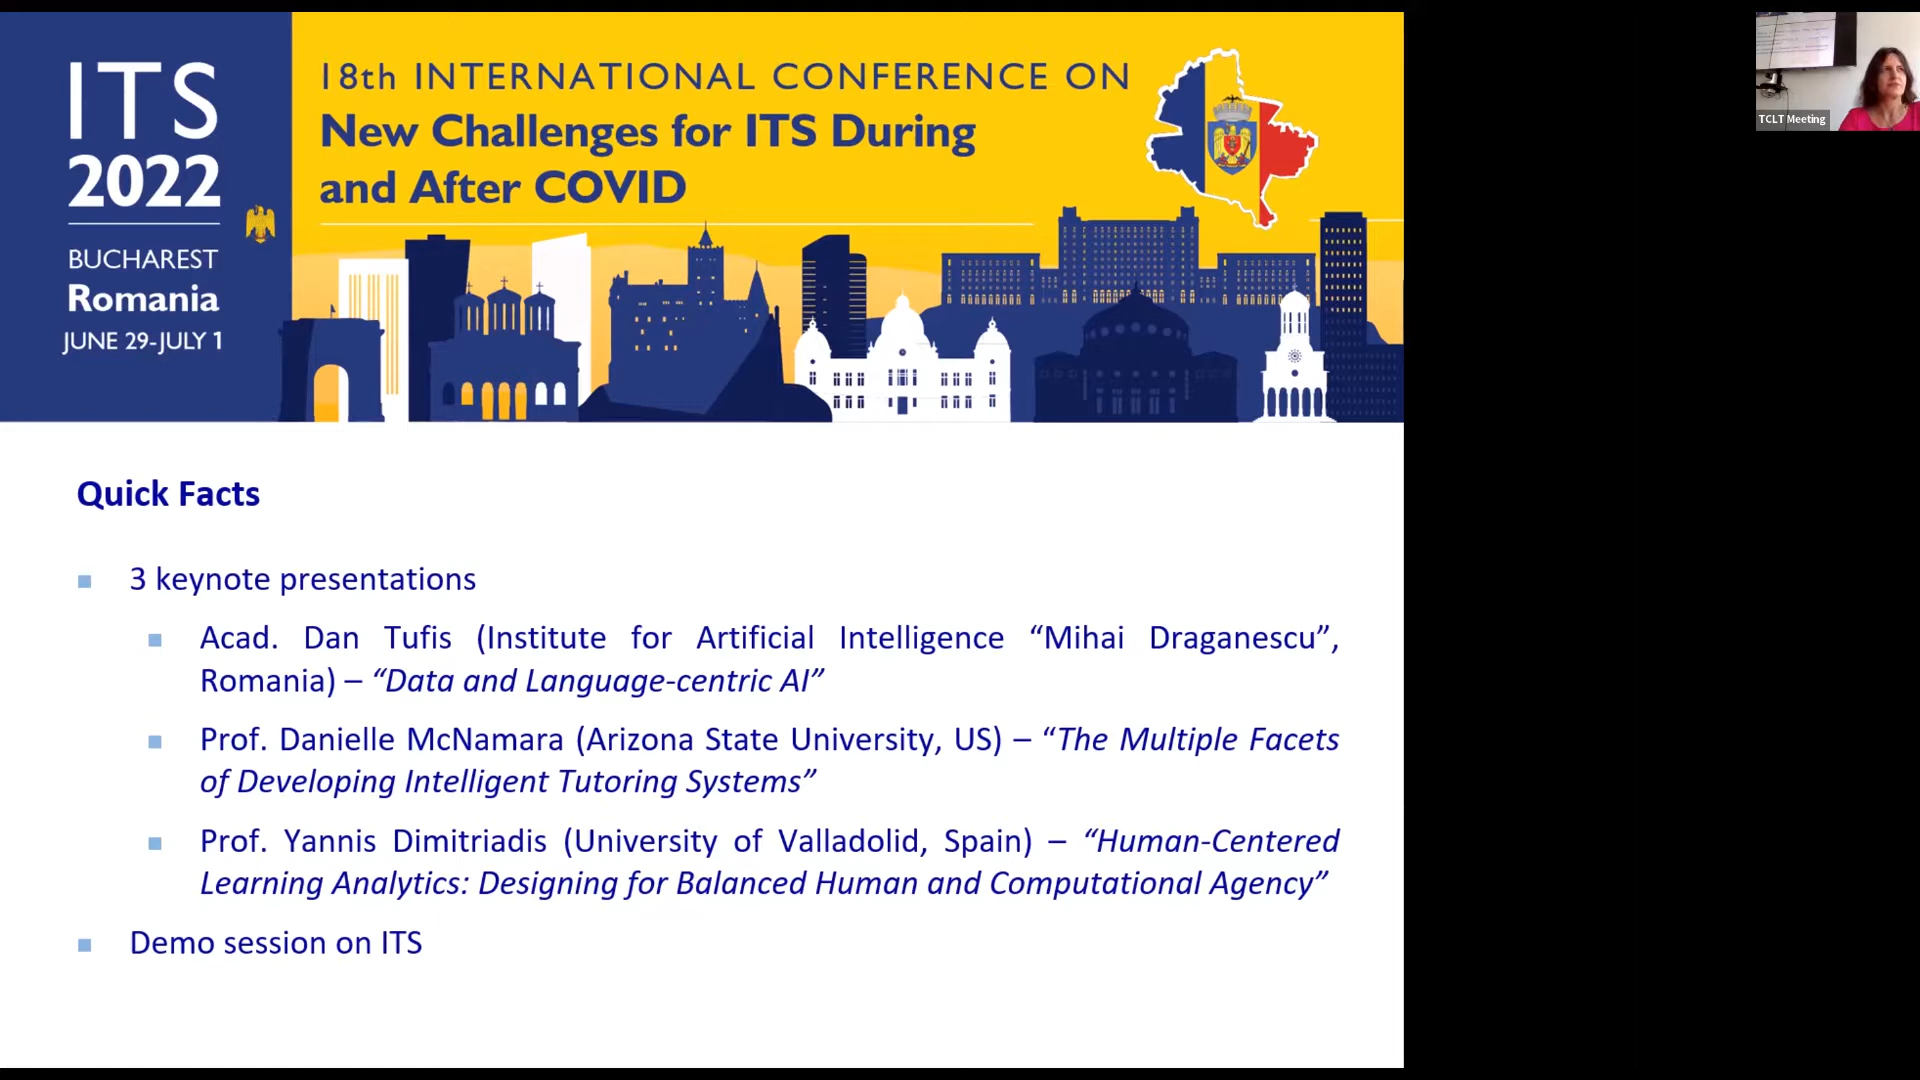 ITS
2022
BUCHAREST
Romania
JUNE 29-JULY 1
18th INTERNATIONAL CONFERENCE ON
New Challenges for ITS During
and After COVID
TCLT Meeting
Quick Facts
3 keynote presentations
Acad. Dan Tufis (Institute for Artificial Intelligence “Mihai Draganescu”,
Romania) – “Data and Language-centric AI”
Prof. Danielle McNamara (Arizona State University, US) – “The Multiple Facets
of Developing Intelligent Tutoring Systems”
Prof. Yannis Dimitriadis (University of Valladolid, Spain) – “Human-Centered
Learning Analytics: Designing for Balanced Human and Computational Agency”
Demo session on ITS